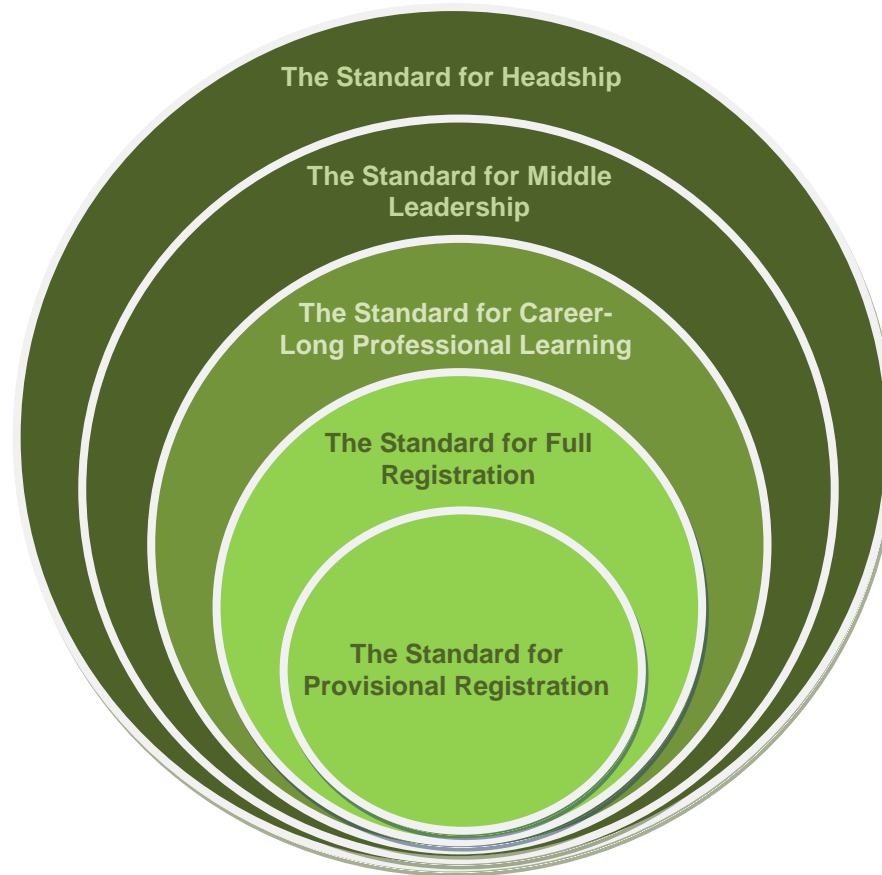 The Standard for Headship
The Standard for Middle
Leadership
The Standard for Career-
Long Professional Learning
The Standard for Full
Registration
The Standard for
Provisional Registration